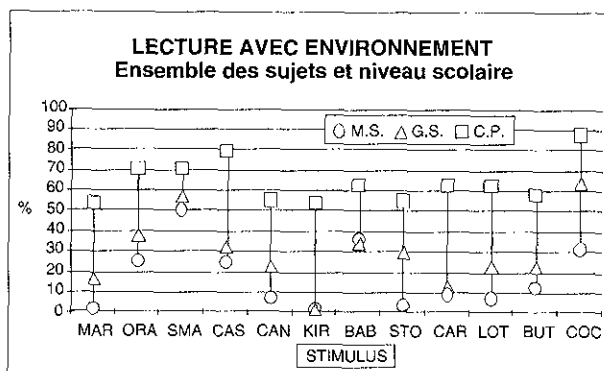 LECTURE AVEC ENVIRONNEMENT
Ensemble des sujets et niveau scolaire
M.S. G.S. C.P.
100
90
80
70
60
50
40
30
20
10
0
%
MAR ORA SMA CAS CAN KIR BAB STO CAR LOT BUT COC
STIMULUS